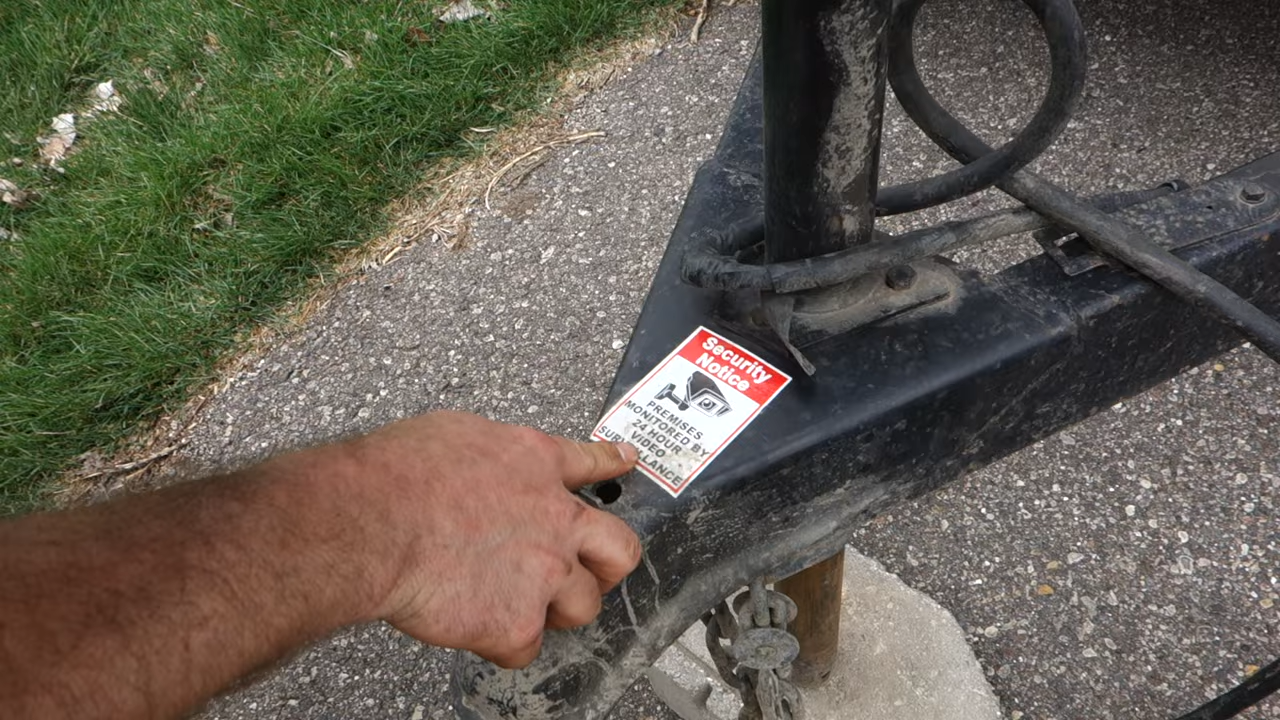 Security
Notice
PREMISES
MONITORED BY
24 HOUR
VIDEO